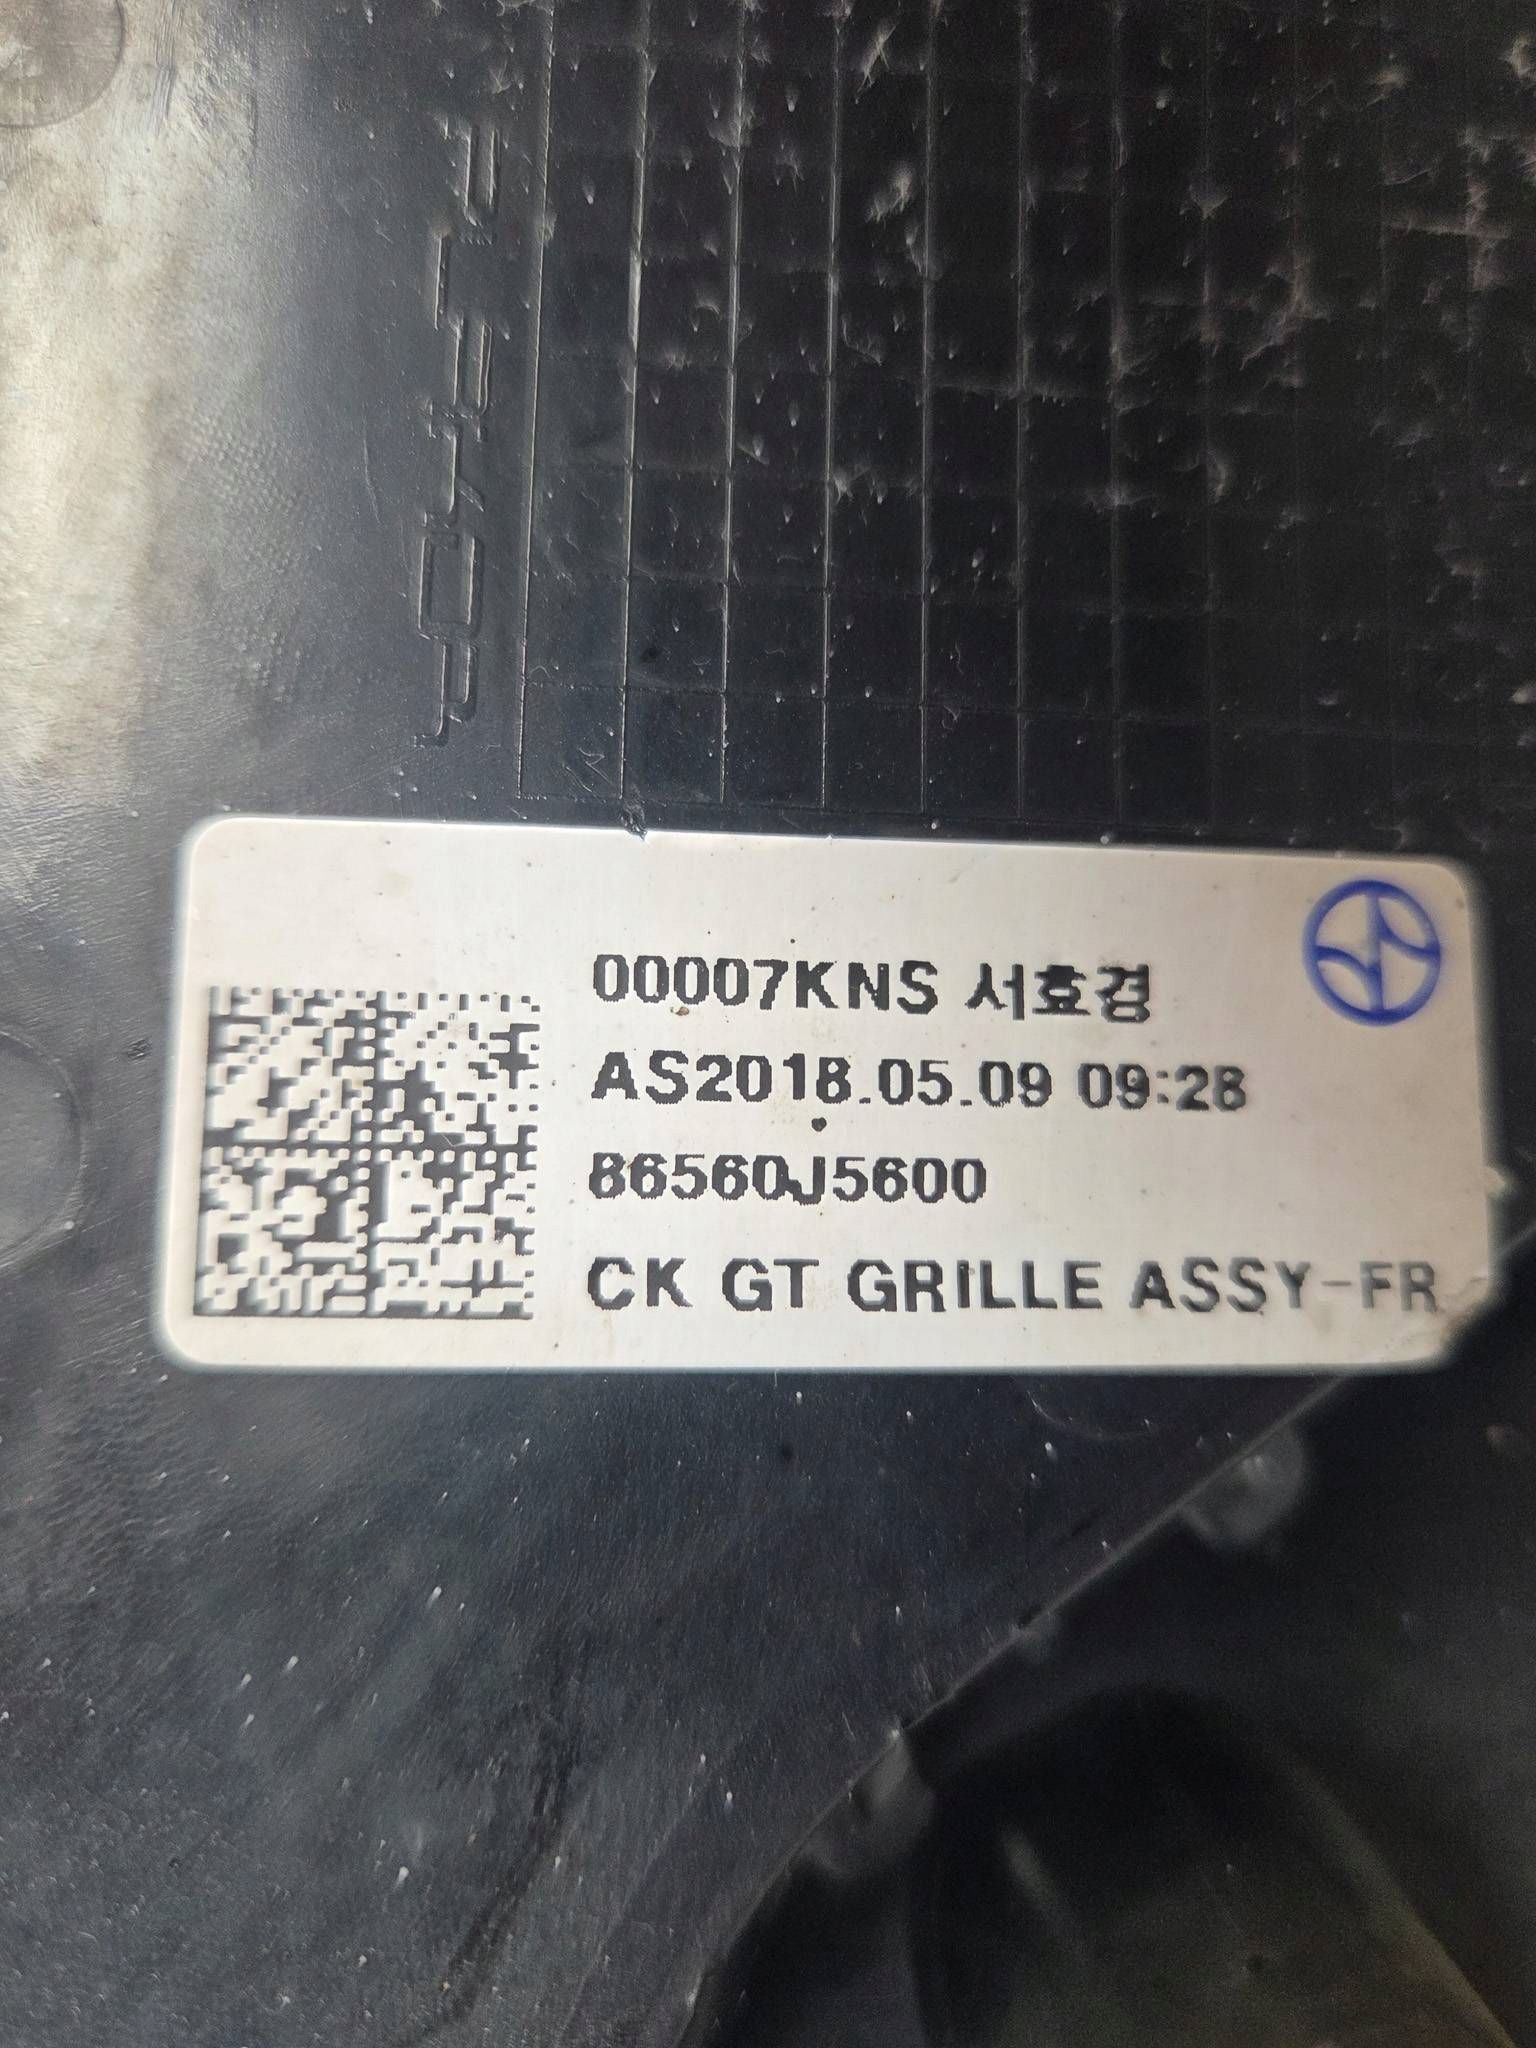 00007KNS 서효경
AS2018.05.09 09:28
86560J5600
CK GT GRILLE ASSY-FR